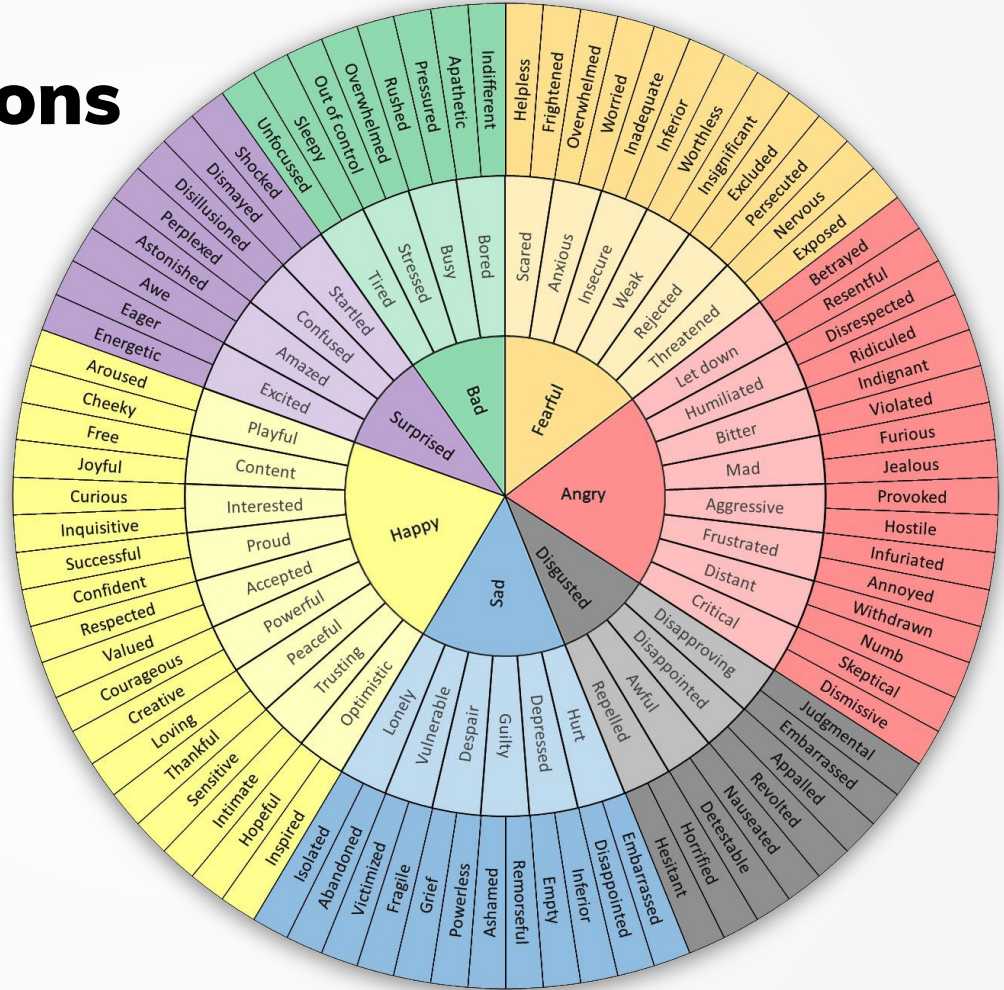 ons
Bad
Fearful
Angry
Disgusted
Sad
Happy
Surprised
Tired
Stressed
Busy
Bored
Scared
Anxious
Insecure
Weak
Rejected
Threatened
Let down
Humiliated
Bitter
Mad
Aggressive
Frustrated
Distant
Critical
Disapproving
Disappointed
Awful
Repelled
Hurt
Depressed
Guilty
Despair
Vulnerable
Lonely
Optimistic
Trusting
Peaceful
Powerful
Accepted
Proud
Interested
Content
Playful
Excited
Amazed
Confused
Startled
Unfocussed
Sleepy
Out of control
Overwhelmed
Rushed
Pressured
Apathetic
Indifferent
Helpless
Frightened
Overwhelmed
Worried
Inadequate
Inferior
Worthless
Insignificant
Excluded
Persecuted
Nervous
Exposed
Betrayed
Resentful
Disrespected
Ridiculed
Indignant
Violated
Furious
Jealous
Provoked
Hostile
Infuriated
Annoyed
Withdrawn
Numb
Skeptical
Dismissive
Judgmental
Embarrassed
Appalled
Revolted
Nauseated
Detestable
Horrified
Hesitant
Embarrassed
Disappointed
Inferior
Empty
Remorseful
Ashamed
Powerless
Grief
Fragile
Victimized
Abandoned
Isolated
Inspired
Hopeful
Intimate
Sensitive
Thankful
Loving
Creative
Courageous
Valued
Respected
Confident
Successful
Inquisitive
Curious
Joyful
Free
Cheeky
Aroused
Energetic
Eager
Awe
Astonished
Perplexed
Disillusioned
Dismayed
Shocked